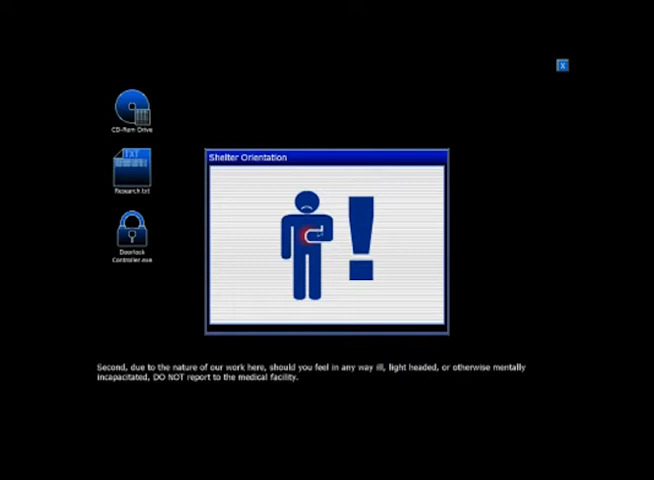 X
CD-Rom Drive
TXT
Research.txt
Doorlock
Controller.exe
Shelter Orientation
Second, due to the nature of our work here, should you feel in any way ill, light headed, or otherwise mentally
incapacitated, DO NOT report to the medical facility.